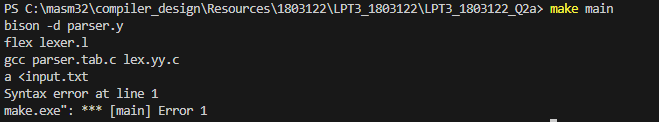 PS C:\masm32\compiler_design\Resources\1803122\LPT3_1803122\LPT3_1803122_Q2a> make main
bison -d parser.y
flex lexer.l
gcc parser.tab.c lex.yy.c
a <input.txt
Syntax error at line 1
make.exe": *** [main] Error 1